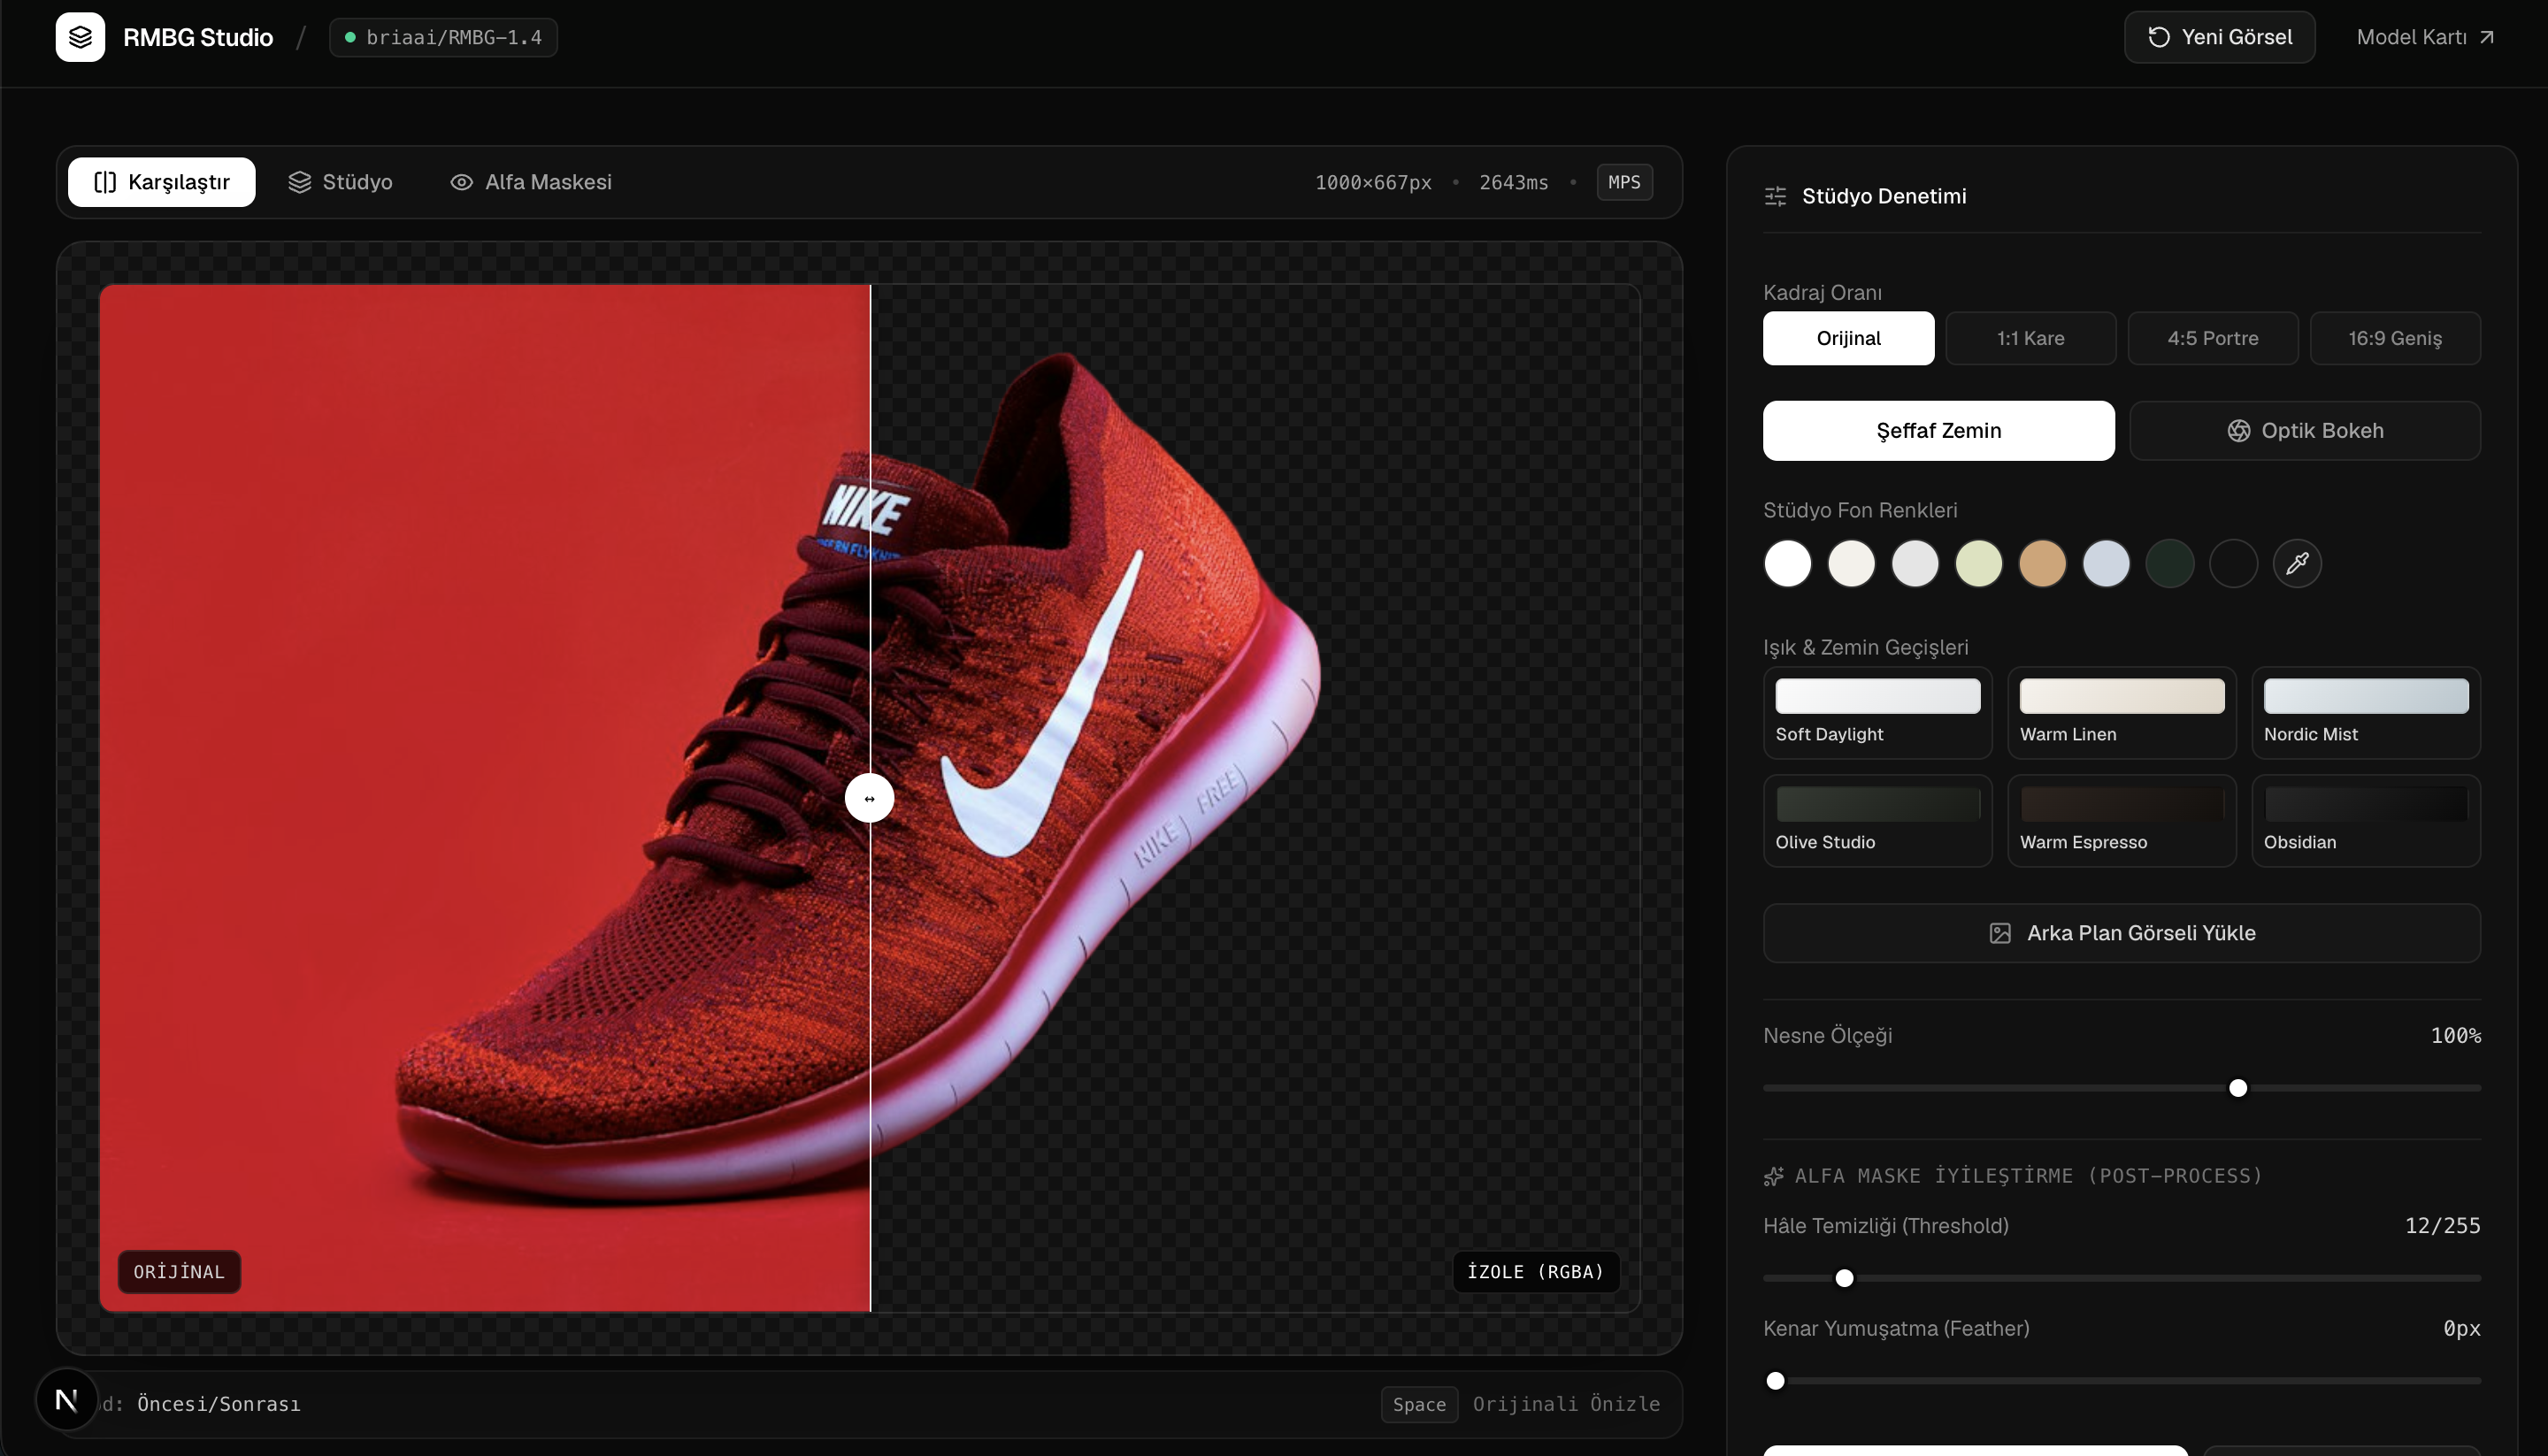 RMBG Studio / briaai/RMBG-1.4
Yeni Görsel
Model Kartı
Karşılaştır
Stüdyo
Alfa Maskesi
1000×667px • 2643ms • MPS
NIKE
NIKE FREE
ORİJİNAL
İZOLE (RGBA)
Öncesi/Sonrası
Space Orijinali Önizle
Stüdyo Denetimi
Kadraj Oranı
Orijinal
1:1 Kare
4:5 Portre
16:9 Geniş
Şeffaf Zemin
Optik Bokeh
Stüdyo Fon Renkleri
Işık & Zemin Geçişleri
Soft Daylight
Warm Linen
Nordic Mist
Olive Studio
Warm Espresso
Obsidian
Arka Plan Görseli Yükle
Nesne Ölçeği 100%
ALFA MASKE İYİLEŞTİRME (POST-PROCESS)
Hâle Temizliği (Threshold) 12/255
Kenar Yumuşatma (Feather) 0px